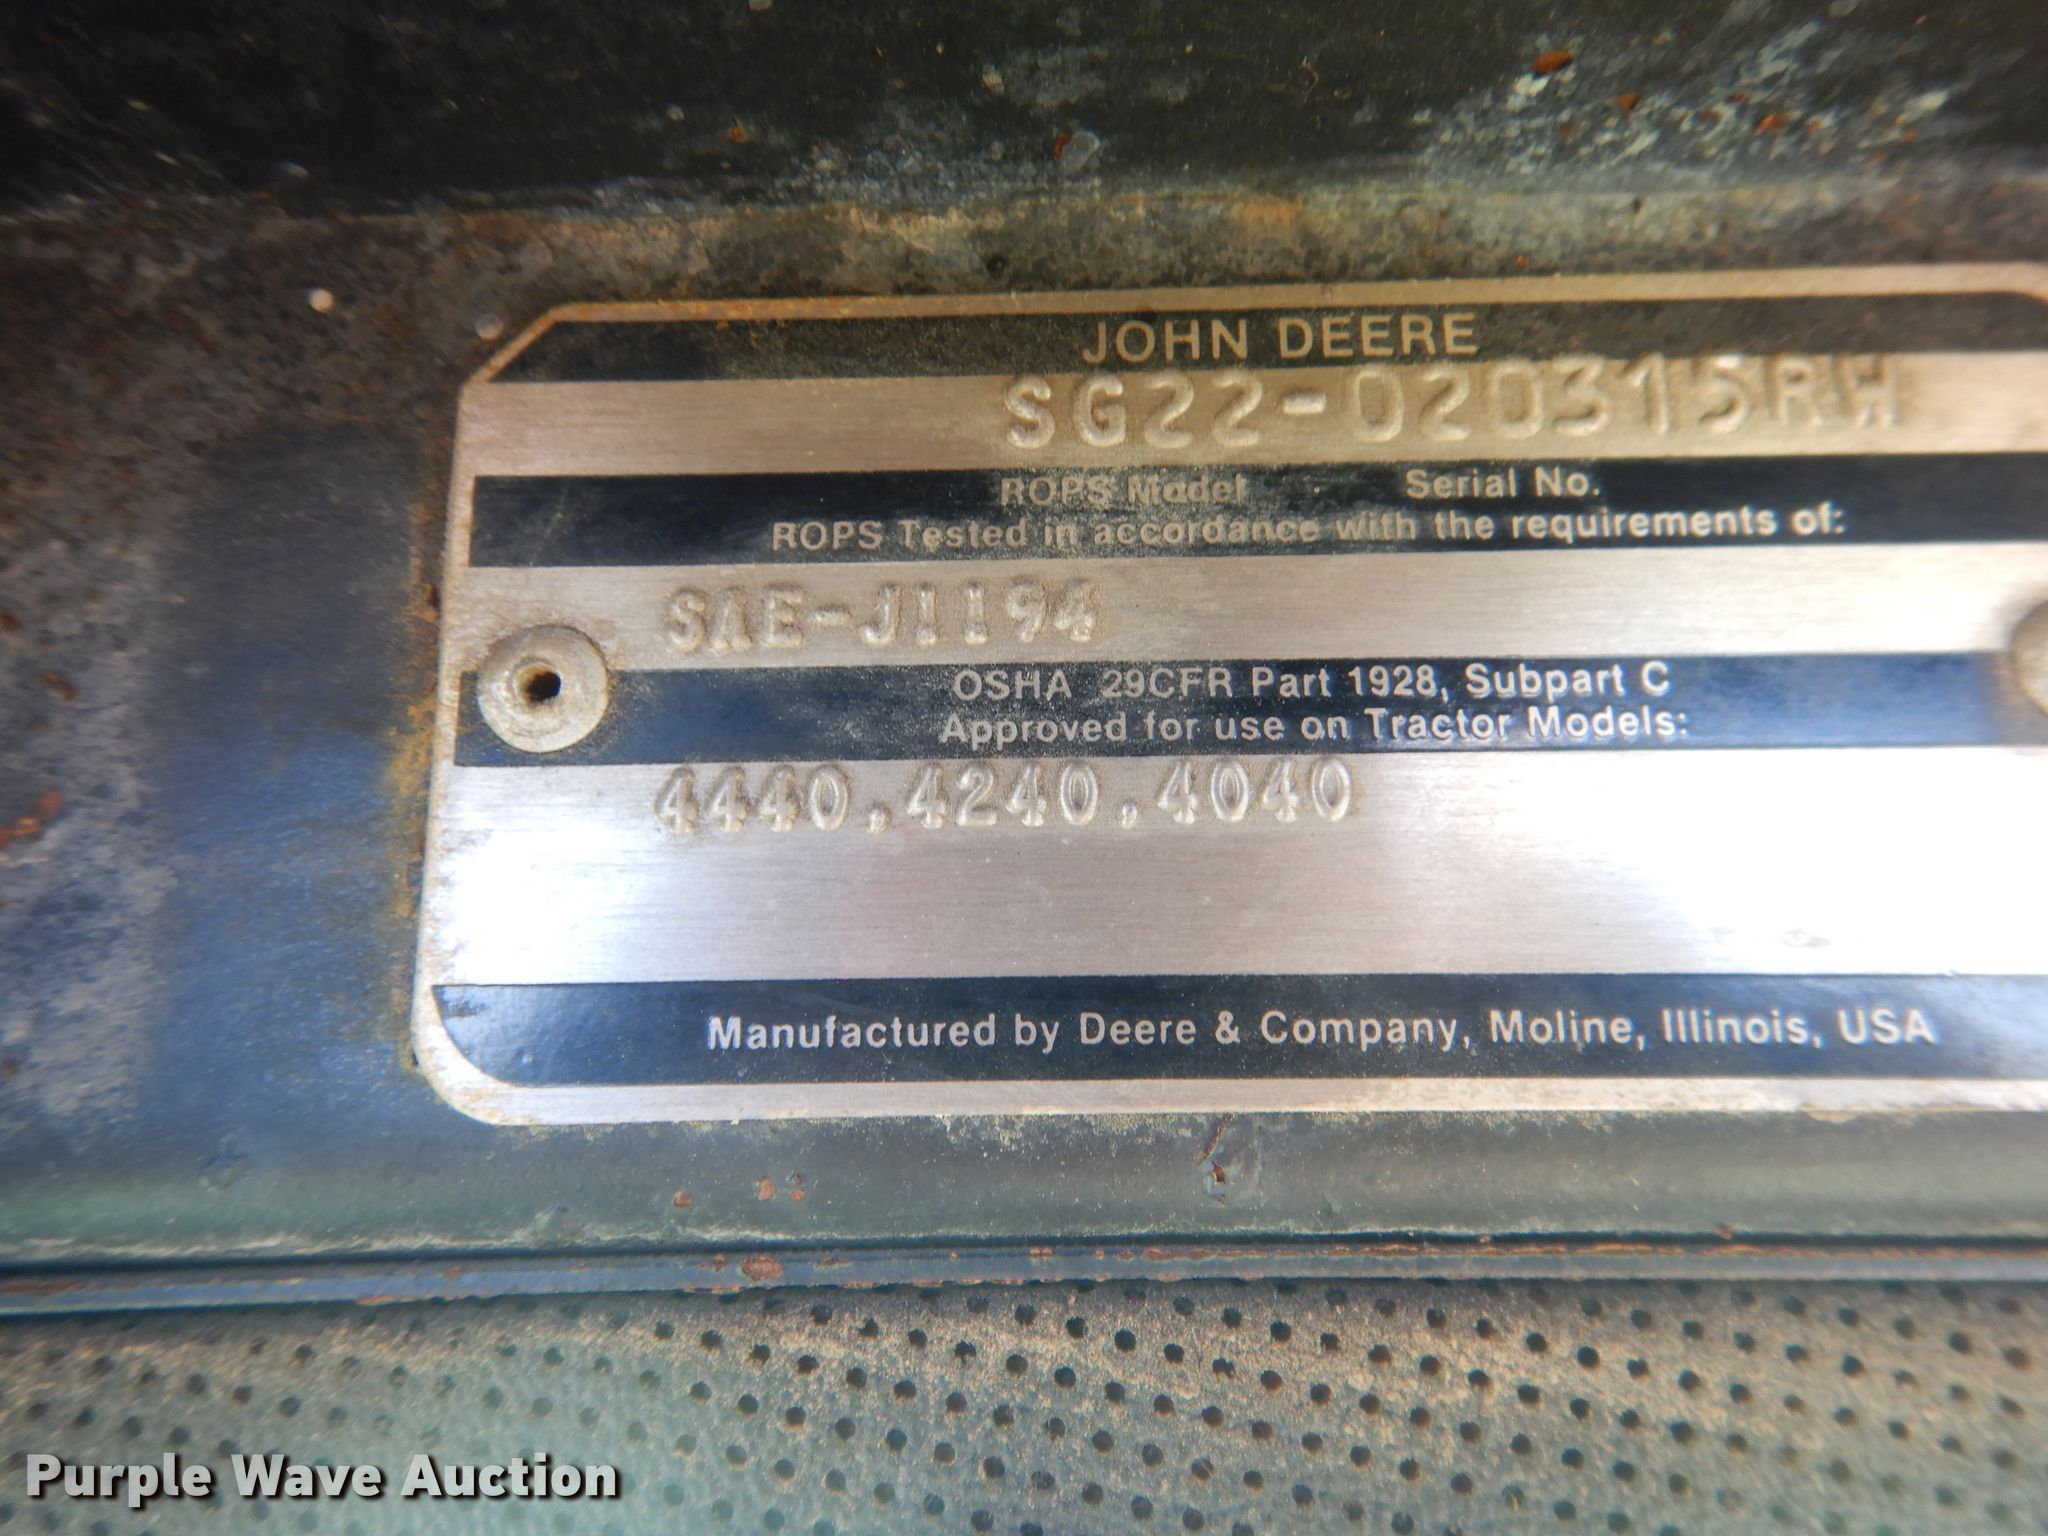 JOHN DEERE
SG22-020315RW
ROPS Model Serial No.
ROPS Tested in accordance with the requirements of:
SAE-J1194
OSHA 29CFR Part 1928, Subpart C
Approved for use on Tractor Models:
4440,4240,4040
Manufactured by Deere & Company, Moline, Illinois, USA
Purple Wave Auction